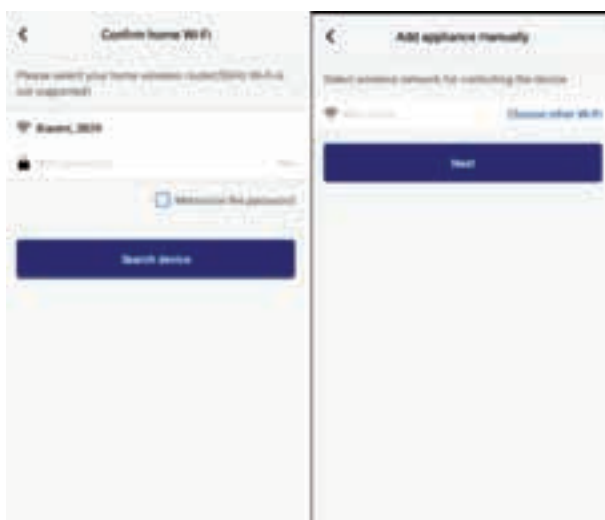 Confirm home Wi-Fi
Please select your home wireless router(5GHz Wi-Fi is
not supported)
Memorize the password
Search device
Add appliance manually
Select wireless network for controlling the device
Choose other Wi-Fi
Next